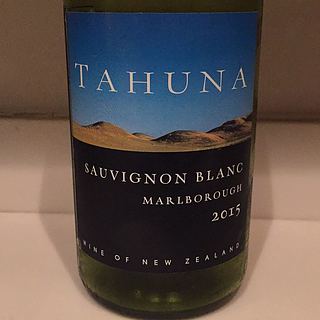 TAHUNA
SAUVIGNON BLANC
MARLBOROUGH
2015
WINE OF NEW ZEALAND